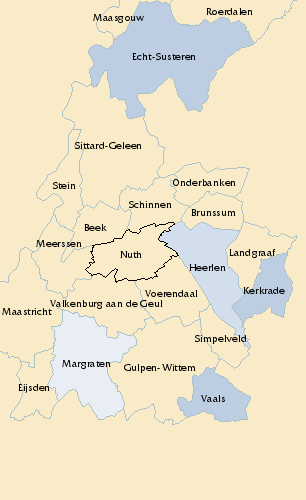 Roerdalen
Maasgouw
Echt-Susteren
Sittard-Geleen
Stein
Onderbanken
Schinnen
Brunssum
Beek
Meerssen
Nuth
Landgraaf
Heerlen
Kerkrade
Voerendaal
Valkenburg aan de Geul
Maastricht
Simpelveld
Margraten
Gulpen-Wittem
Eijsden
Vaals